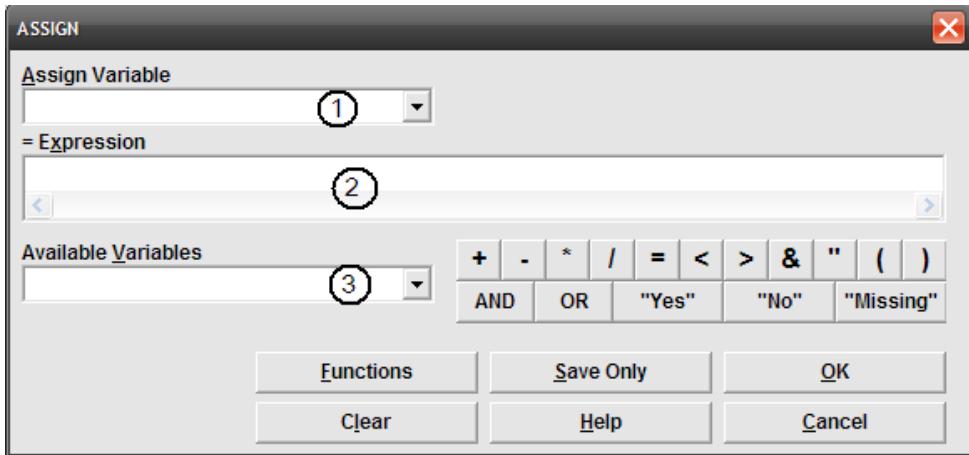 ASSIGN
Assign Variable
1
= Expression
2
Available Variables
3
+ - * / = < > & " ( )
AND OR "Yes" "No" "Missing"
Functions Save Only OK
Clear Help Cancel